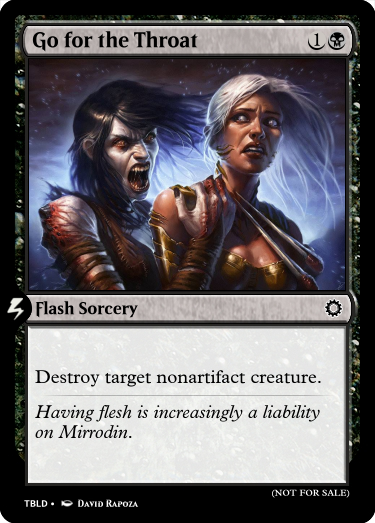 Go for the Throat 1
Flash Sorcery
Destroy target nonartifact creature.
Having flesh is increasingly a liability
on Mirrodin.
(NOT FOR SALE)
TBLD • DAVID RAPOZA